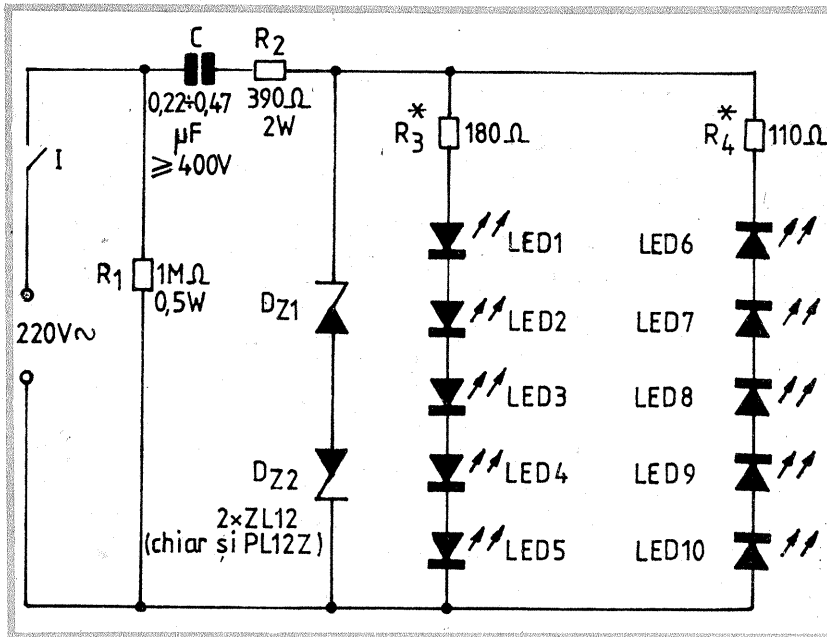 C
R2
0,22÷0,47
µF
≥400V
390Ω
2W
I
R1
1MΩ
0,5W
220V∼
DZ1
DZ2
2×ZL12
(chiar și PL12Z)
*
R3
180Ω
*
R4
110Ω
LED1
LED2
LED3
LED4
LED5
LED6
LED7
LED8
LED9
LED10